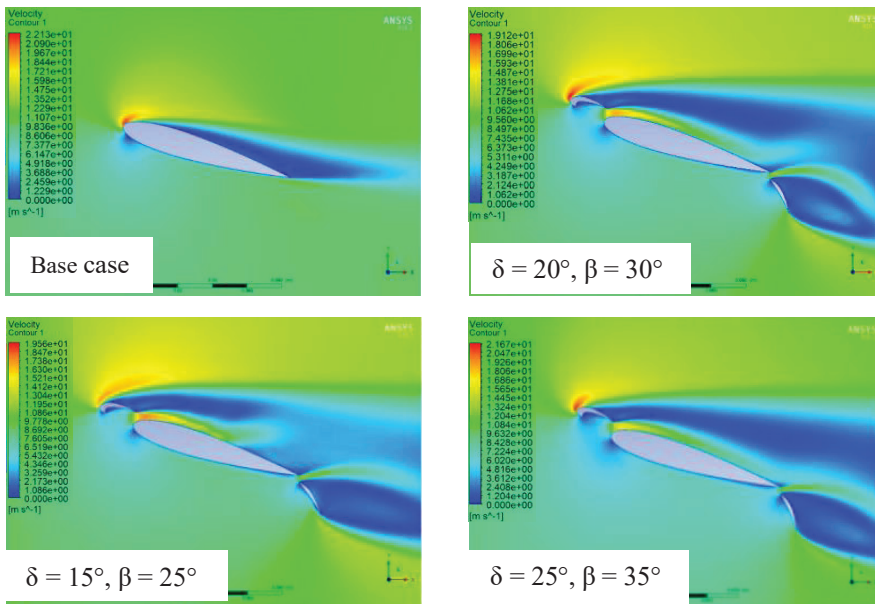 Velocity
Contour 1
2.213e+01
2.090e+01
1.967e+01
1.844e+01
1.721e+01
1.598e+01
1.475e+01
1.352e+01
1.229e+01
1.107e+01
9.836e+00
8.606e+00
7.377e+00
6.147e+00
4.918e+00
3.688e+00
2.459e+00
1.229e+00
0.000e+00
[m s^-1]
ANSYS
Base case
Velocity
Contour 1
1.912e+01
1.806e+01
1.699e+01
1.593e+01
1.487e+01
1.381e+01
1.275e+01
1.168e+01
1.062e+01
9.560e+00
8.497e+00
7.435e+00
6.373e+00
5.311e+00
4.249e+00
3.187e+00
2.124e+00
1.062e+00
0.000e+00
[m s^-1]
ANSYS
δ = 20°, β = 30°
Velocity
Contour 1
1.956e+01
1.847e+01
1.738e+01
1.630e+01
1.521e+01
1.412e+01
1.304e+01
1.195e+01
1.086e+01
9.778e+00
8.692e+00
7.605e+00
6.519e+00
5.432e+00
4.346e+00
3.259e+00
2.173e+00
1.086e+00
0.000e+00
[m s^-1]
ANSYS
δ = 15°, β = 25°
Velocity
Contour 1
2.167e+01
2.047e+01
1.926e+01
1.806e+01
1.686e+01
1.565e+01
1.445e+01
1.324e+01
1.204e+01
1.084e+01
9.632e+00
8.428e+00
7.224e+00
6.020e+00
4.816e+00
3.612e+00
2.408e+00
1.204e+00
0.000e+00
[m s^-1]
ANSYS
δ = 25°, β = 35°